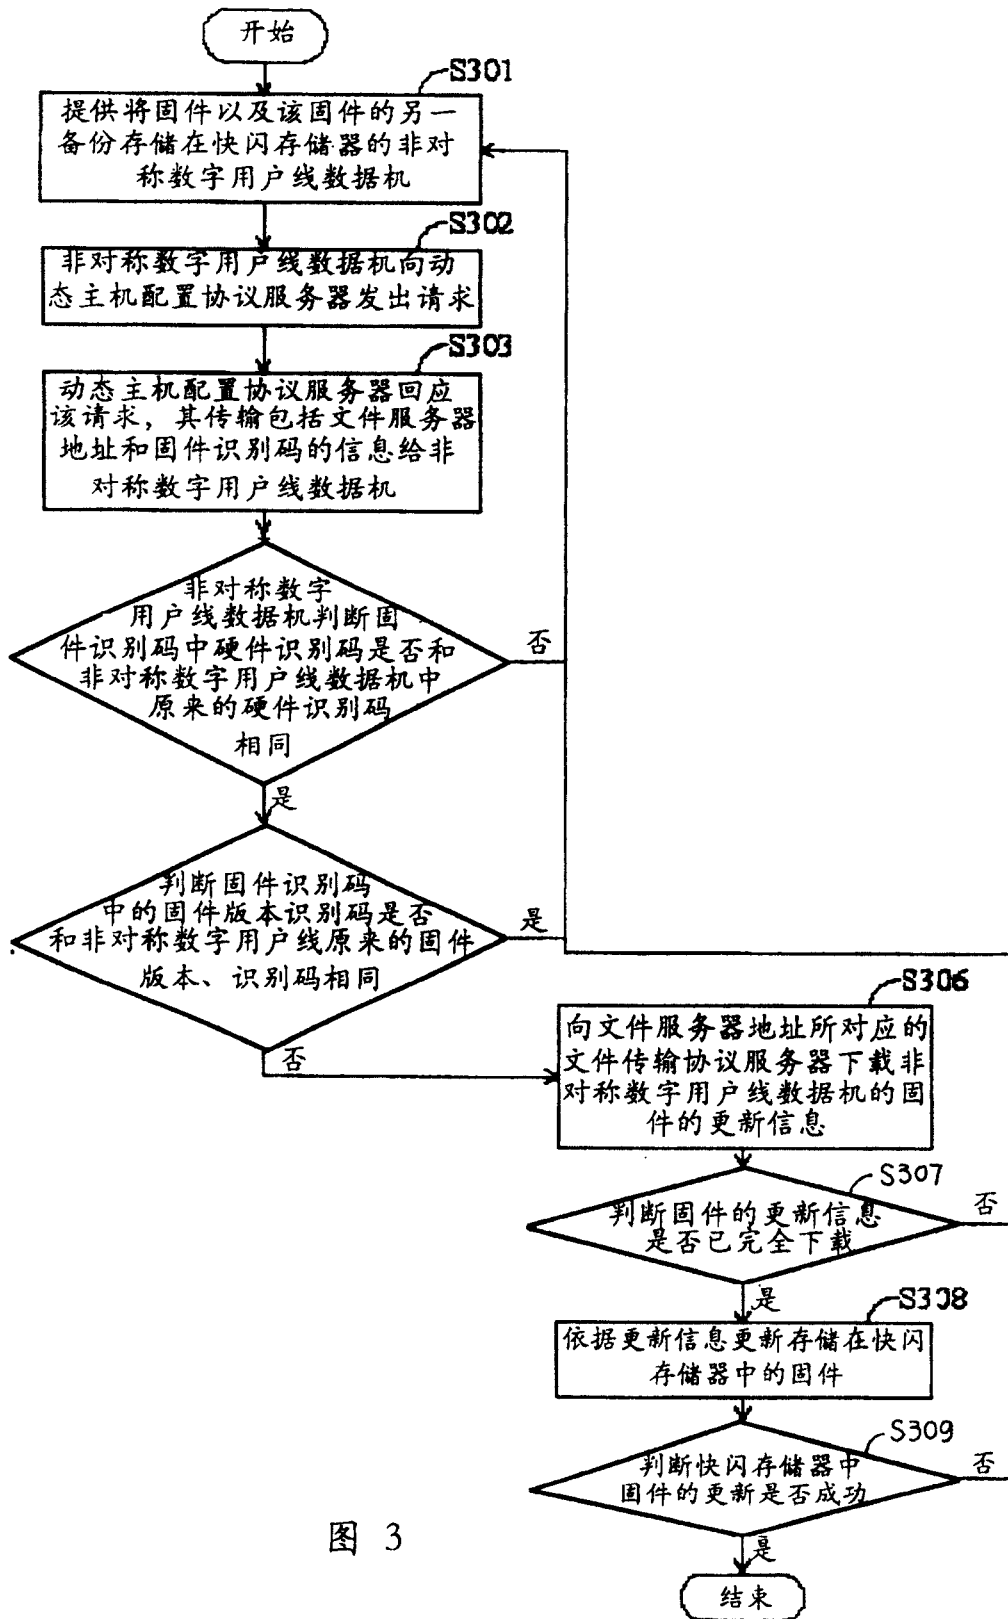 开始
S301
提供将固件以及该固件的另一
备份存储在快闪存储器的非对
称数字用户线数据机
S302
非对称数字用户线数据机向动
态主机配置协议服务器发出请求
S303
动态主机配置协议服务器回应
该请求，其传输包括文件服务器
地址和固件识别码的信息给非
对称数字用户线数据机
非对称数字
用户线数据机判断固
件识别码中硬件识别码是否和
非对称数字用户线数据机中
原来的硬件识别码
相同
否
是
判断固件识别码
中的固件版本识别码是否
和非对称数字用户线原来的固件
版本、识别码相同
是
否
S306
向文件服务器地址所对应的
文件传输协议服务器下载非
对称数字用户线数据机的固
件的更新信息
S307
判断固件的更新信息
是否已完全下载
否
是
S308
依据更新信息更新存储在快闪
存储器中的固件
S309
判断快闪存储器中
固件的更新是否成功
否
是
结束
图 3